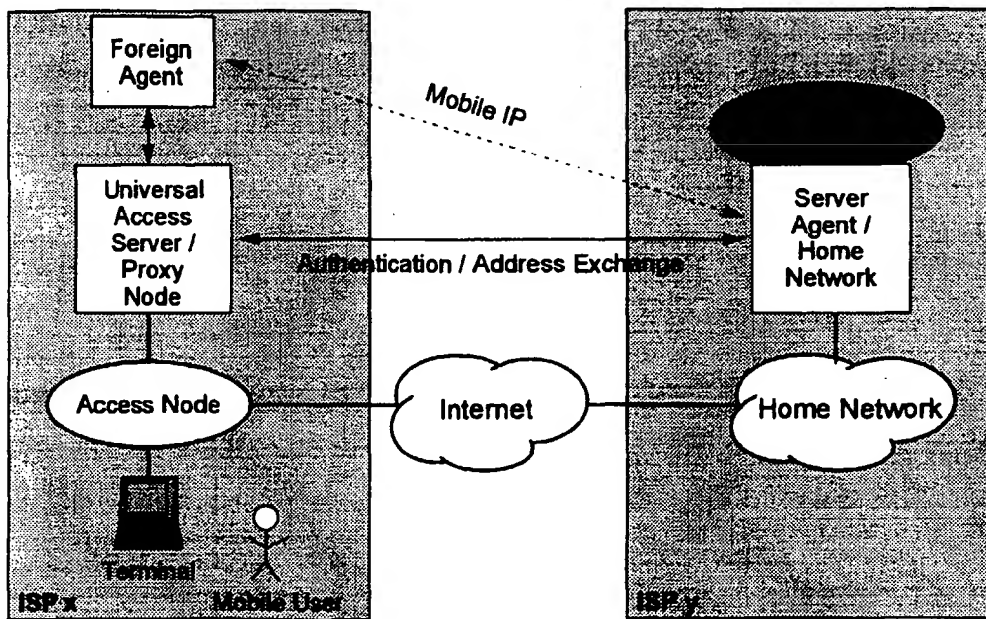 Foreign
Agent
Mobile IP
Universal
Access
Server /
Proxy
Node
Server
Agent /
Home
Network
Authentication / Address Exchange
Access Node
Internet
Home Network
Terminal
ISP x
Mobile User
ISP y